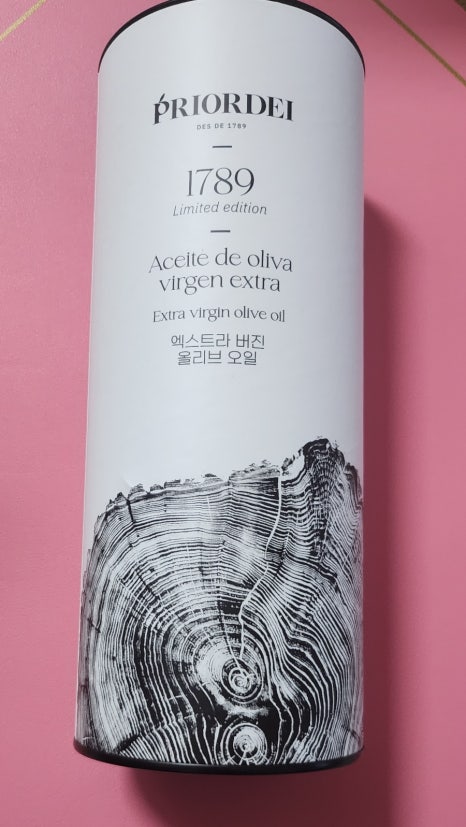 PRIORDEI
DES DE 1789
1789
Limited edition
Aceite de oliva
virgen extra
Extra virgin olive oil
엑스트라 버진
올리브 오일